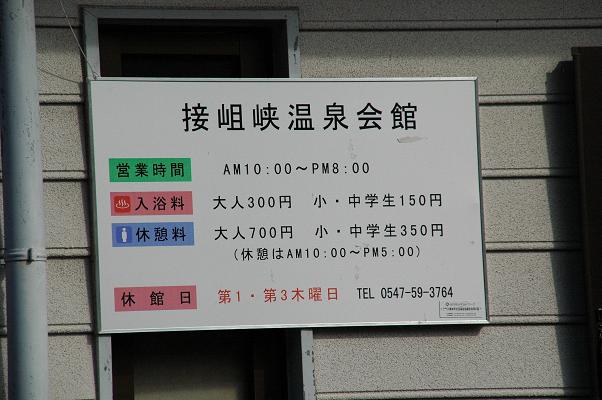 接岨峡温泉会館
営業時間 AM10:00～PM8:00
入浴料 大人300円 小・中学生150円
休憩料 大人700円 小・中学生350円
(休憩はAM10:00～PM5:00)
休館日 第1・第3木曜日 TEL 0547-59-3764